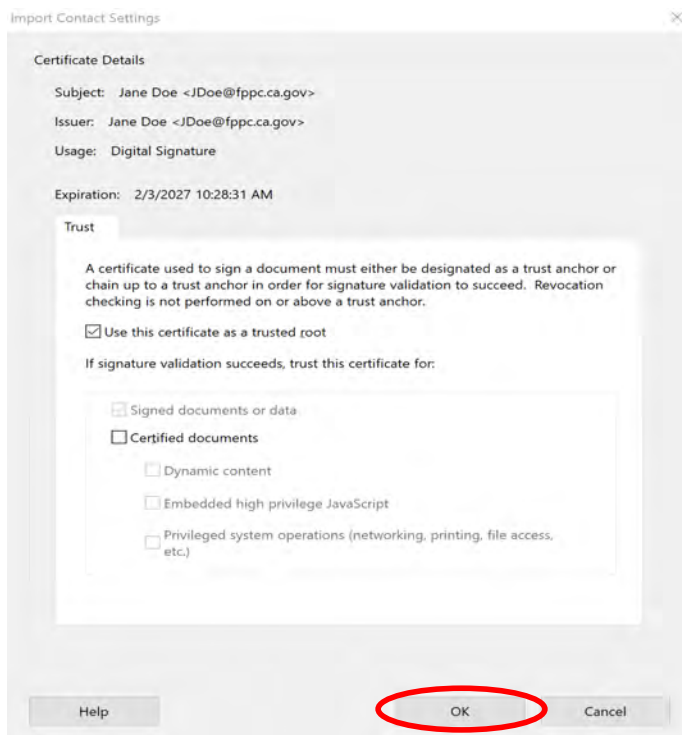 Import Contact Settings
Certificate Details
Subject: Jane Doe <JDoe@fppc.ca.gov>
Issuer: Jane Doe <JDoe@fppc.ca.gov>
Usage: Digital Signature
Expiration: 2/3/2027 10:28:31 AM
Trust
A certificate used to sign a document must either be designated as a trust anchor or
chain up to a trust anchor in order for signature validation to succeed. Revocation
checking is not performed on or above a trust anchor.
Use this certificate as a trusted root
If signature validation succeeds, trust this certificate for:
Signed documents or data
Certified documents
Dynamic content
Embedded high privilege JavaScript
Privileged system operations (networking, printing, file access,
etc.)
Help OK Cancel